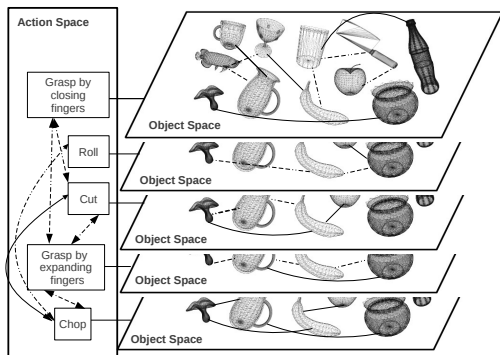 Action Space
Grasp by
closing
fingers
Object Space
Roll
Object Space
Cut
Object Space
Grasp by
expanding
fingers
Object Space
Chop
Object Space